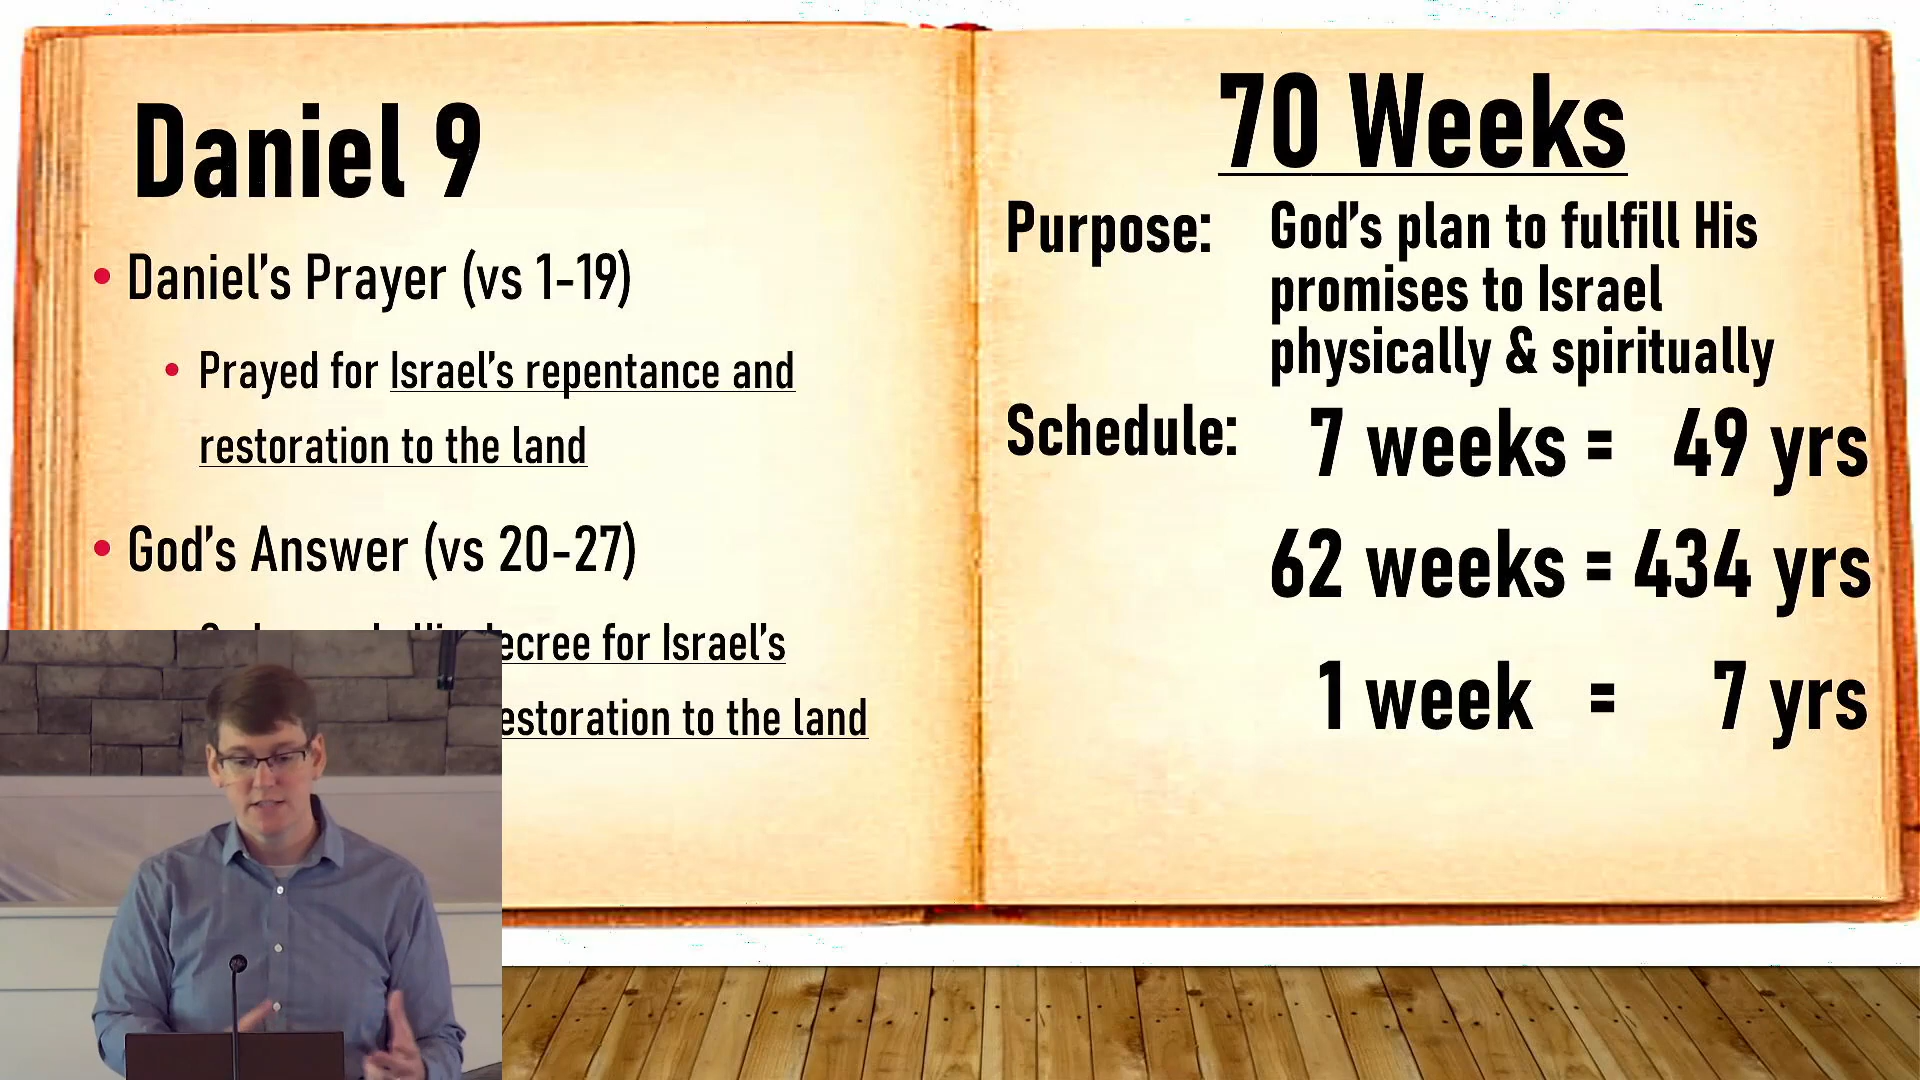 Daniel 9
• Daniel's Prayer (vs 1-19)
• Prayed for Israel's repentance and
restoration to the land
• God's Answer (vs 20-27)
for Israel's
to the land
70 Weeks
Purpose: God's plan to fulfill His
promises to Israel
physically & spiritually
Schedule: 7 weeks = 49 yrs
62 weeks = 434 yrs
1 week = 7 yrs